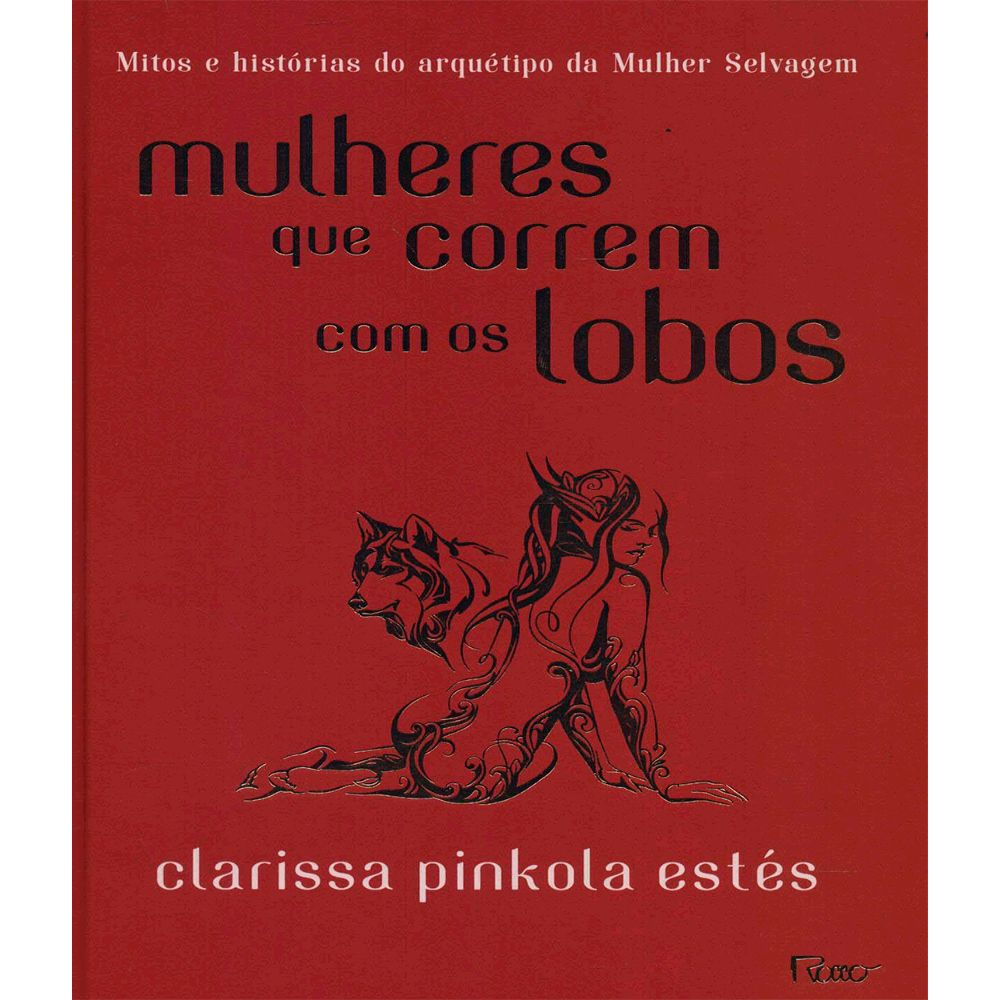 Mitos e histórias do arquétipo da Mulher Selvagem
mulheres
que correm
com os lobos
clarissa pinkola estés
Rocco